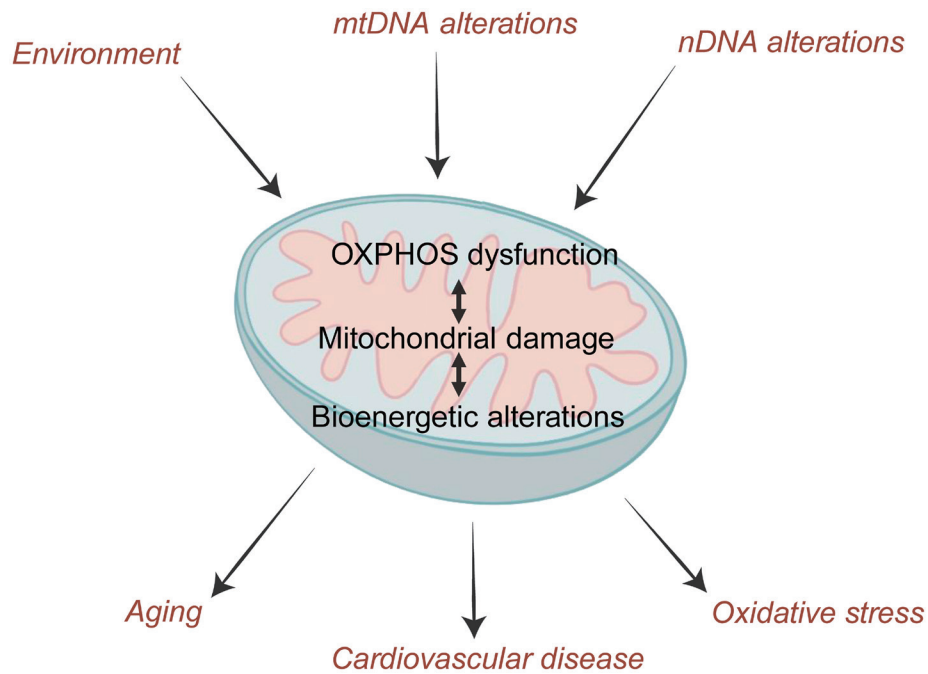 mtDNA alterations
Environment
nDNA alterations
OXPHOS dysfunction
Mitochondrial damage
Bioenergetic alterations
Aging
Oxidative stress
Cardiovascular disease